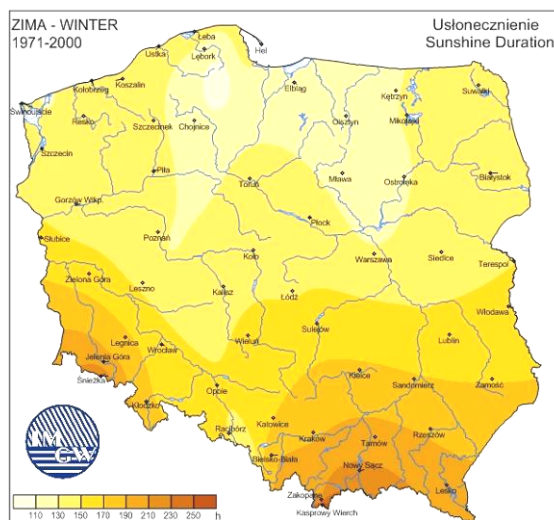 ZIMA - WINTER
1971-2000
Usłonecznienie
Sunshine Duration
Łeba
Hel
Ustka
Lębork
Koszalin
Kołobrzeg
Elbląg
Kętrzyn
Suwałki
Świnoujście
Resko
Szczecinek
Chojnice
Olsztyn
Mikołajki
Szczecin
Piła
Toruń
Mława
Ostrołęka
Białystok
Gorzów Wlkp.
Płock
Słubice
Poznań
Koło
Warszawa
Siedlce
Terespol
Zielona Góra
Leszno
Kalisz
Łódź
Włodawa
Legnica
Wrocław
Wieluń
Sulejów
Lublin
Jelenia Góra
Śnieżka
Opole
Kielce
Sandomierz
Zamość
Kłodzko
Racibórz
Katowice
Kraków
Tarnów
Rzeszów
Bielsko-Biała
Nowy Sącz
Lesko
Zakopane
Kasprowy Wierch
IM
GW
110 130 150 170 190 210 230 250 h